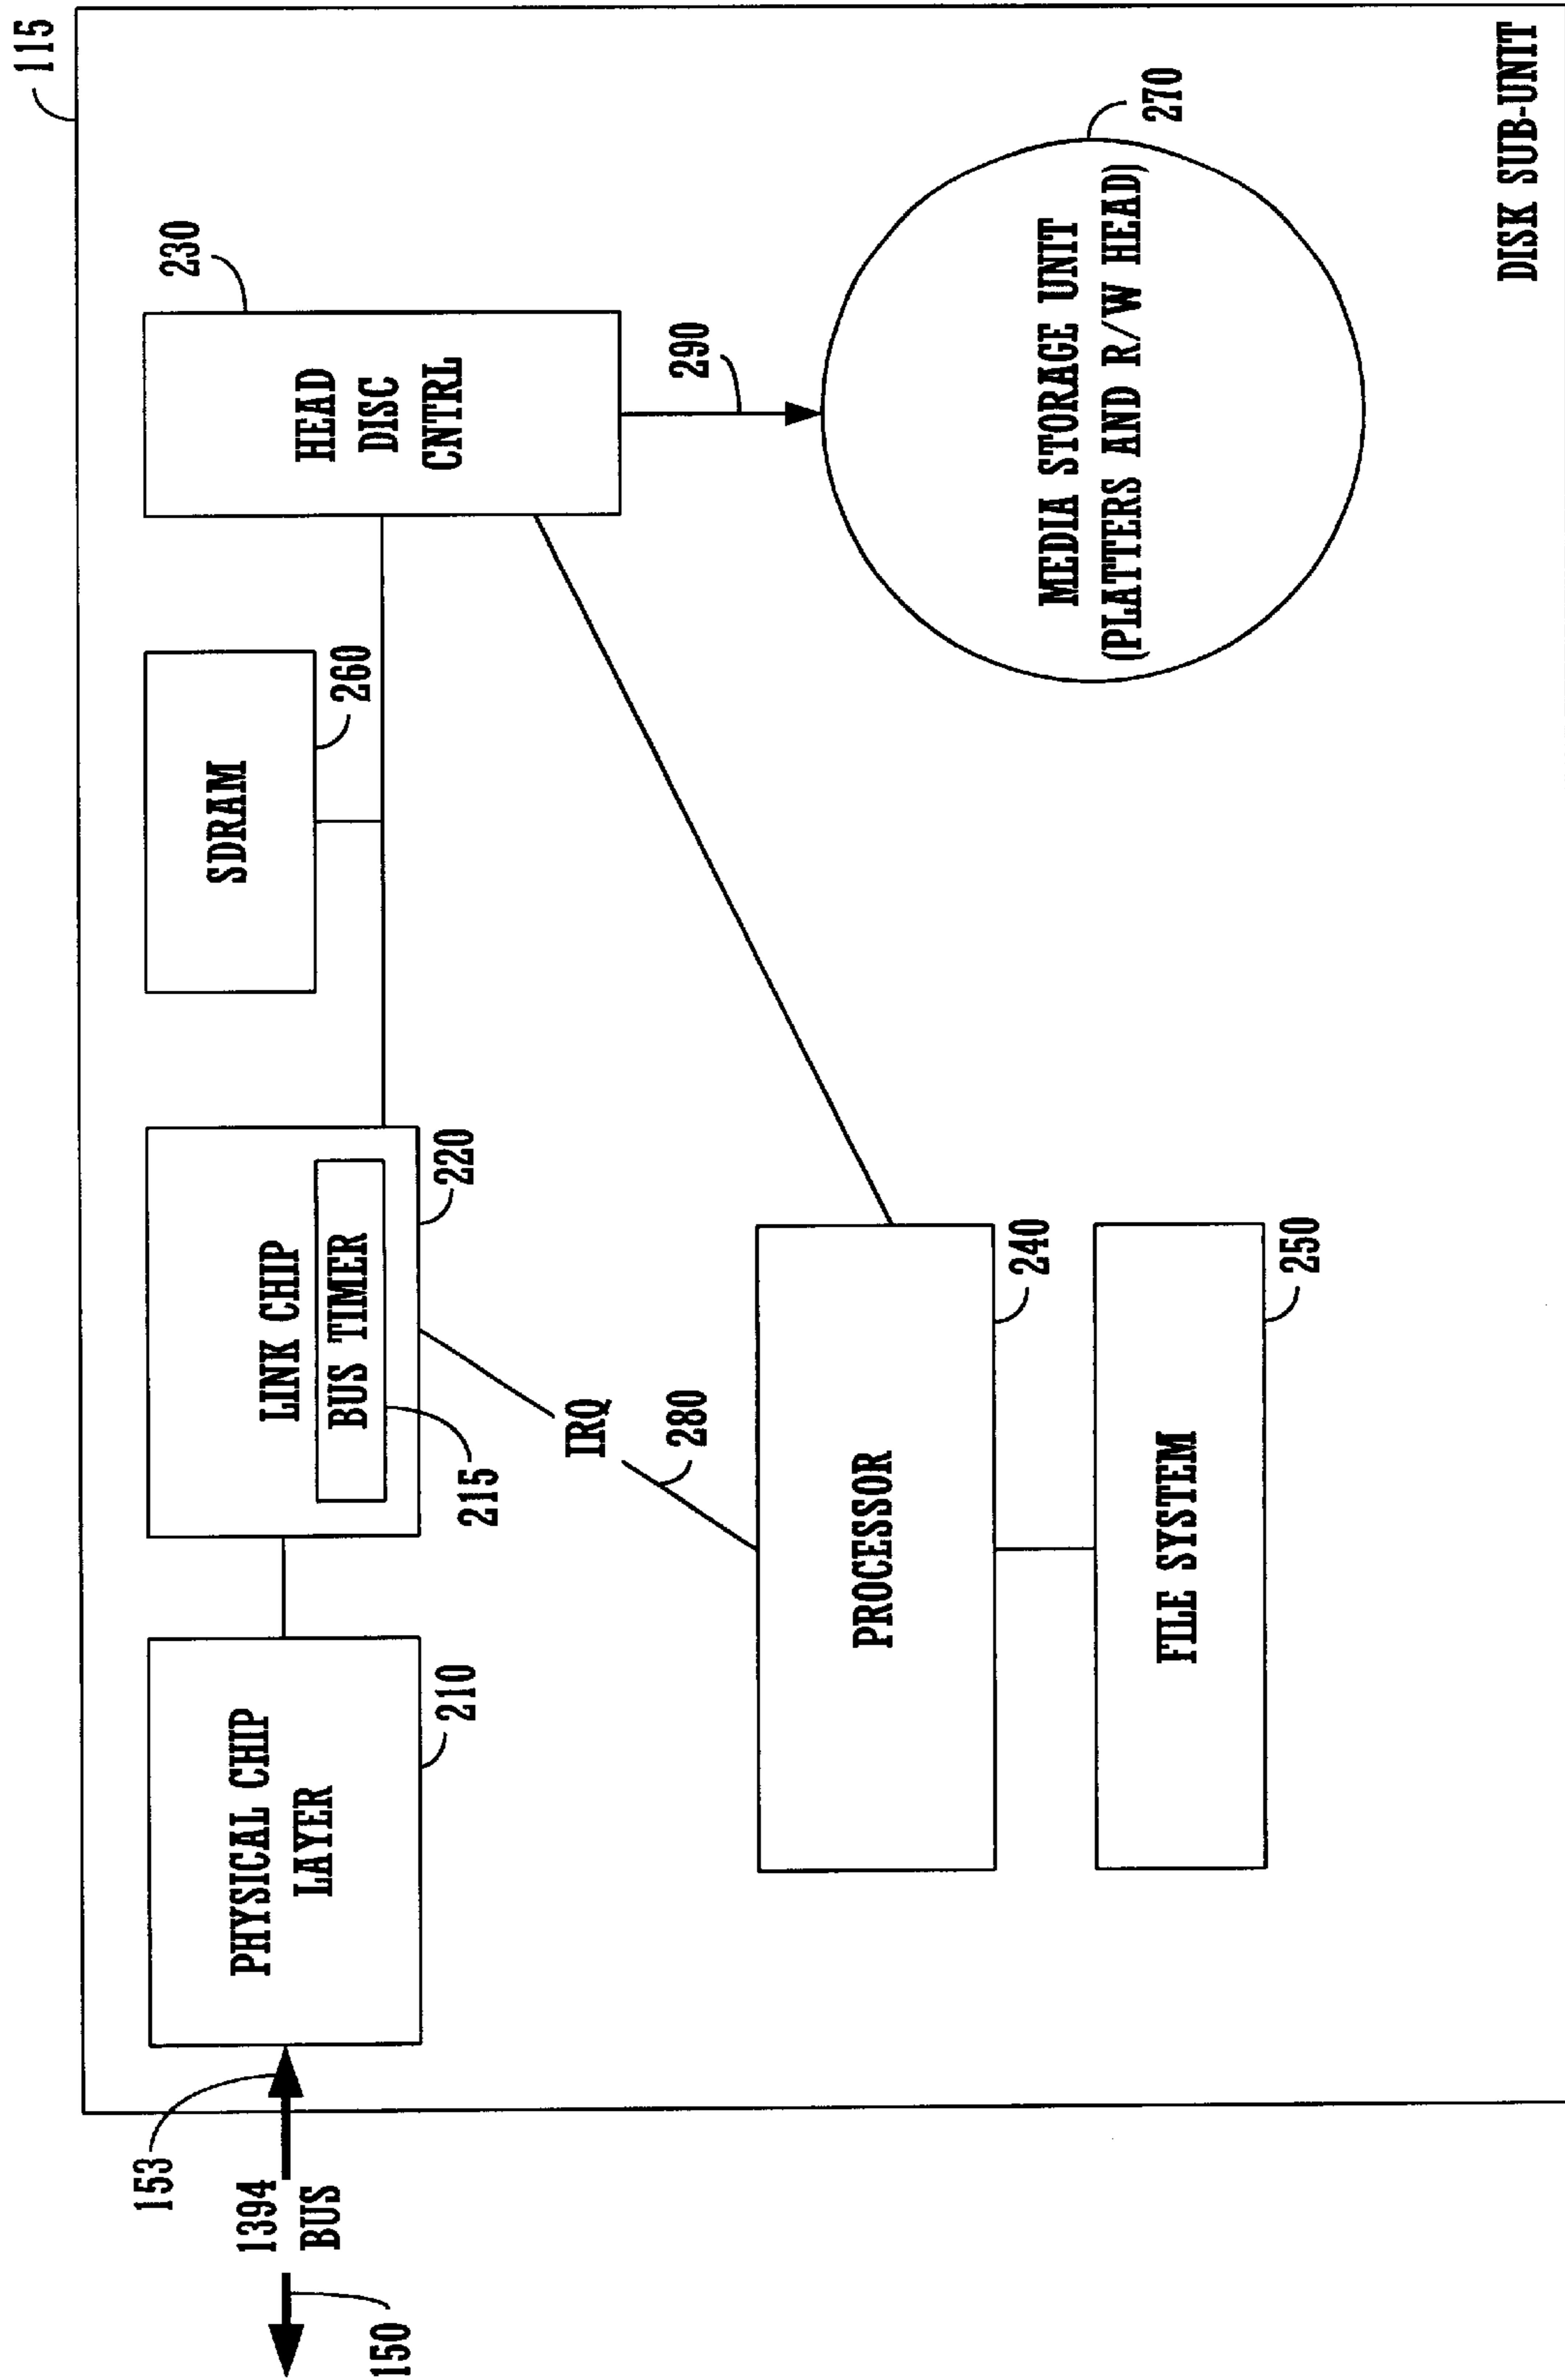 115
PHYSICAL CHIP
LAYER
210
LINK CHIP
BUS TIMER
220
215
SDRAM
260
HEAD
DISC
CNTRL
230
153
1394
BUS
150
IRQ
280
290
PROCESSOR
240
FILE SYSTEM
250
MEDIA STORAGE UNIT
(PLATTERS AND R/W HEAD)
270
DISK SUB-UNIT